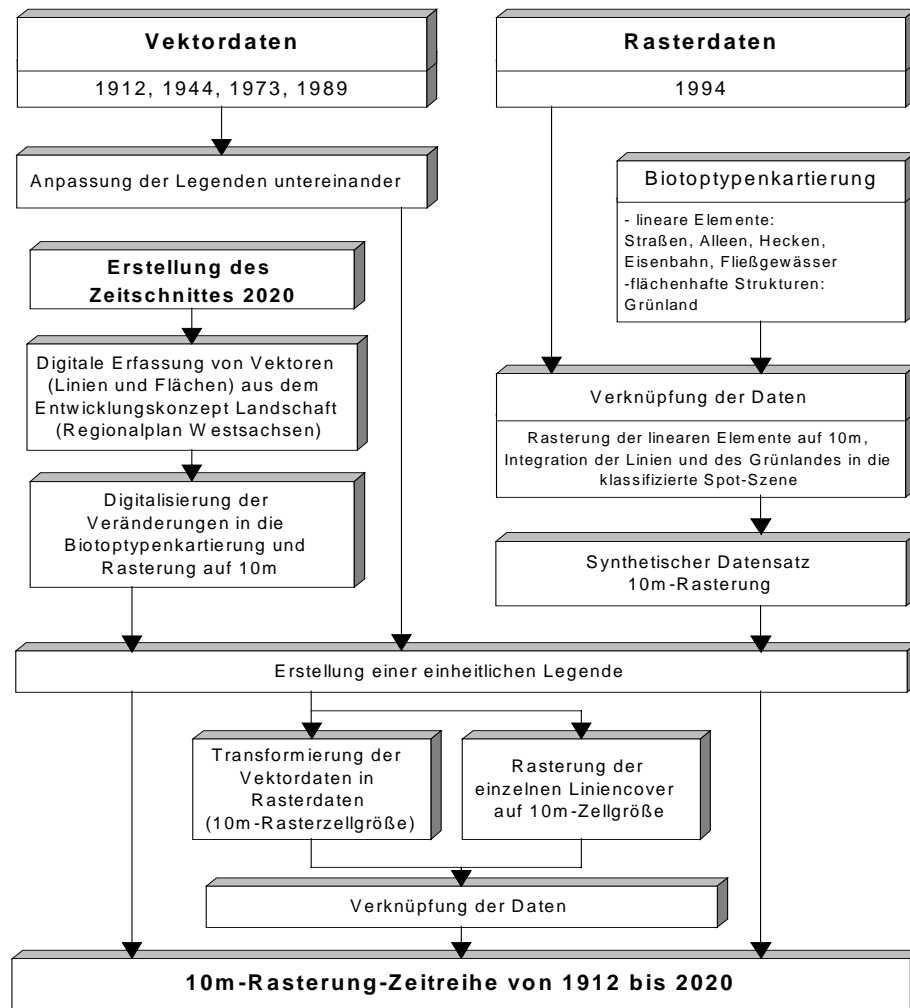 Vektordaten
1912, 1944, 1973, 1989
Anpassung der Legenden untereinander
Erstellung des
Zeitschnittes 2020
Digitale Erfassung von Vektoren
(Linien und Flächen) aus dem
Entwicklungskonzept Landschaft
(Regionalplan Westsachsen)
Digitalisierung der
Veränderungen in die
Biotoptypenkartierung und
Rasterung auf 10m
Rasterdaten
1994
Biotoptypenkartierung
- lineare Elemente:
Straßen, Alleen, Hecken,
Eisenbahn, Fließgewässer
-flächenhafte Strukturen:
Grünland
Verknüpfung der Daten
Rasterung der linearen Elemente auf 10m,
Integration der Linien und des Grünlandes in die
klassifizierte Spot-Szene
Synthetischer Datensatz
10m-Rasterung
Erstellung einer einheitlichen Legende
Transformierung der
Vektordaten in
Rasterdaten
(10m-Rasterzellgröße)
Rasterung der
einzelnen Liniencover
auf 10m-Zellgröße
Verknüpfung der Daten
10m-Rasterung-Zeitreihe von 1912 bis 2020